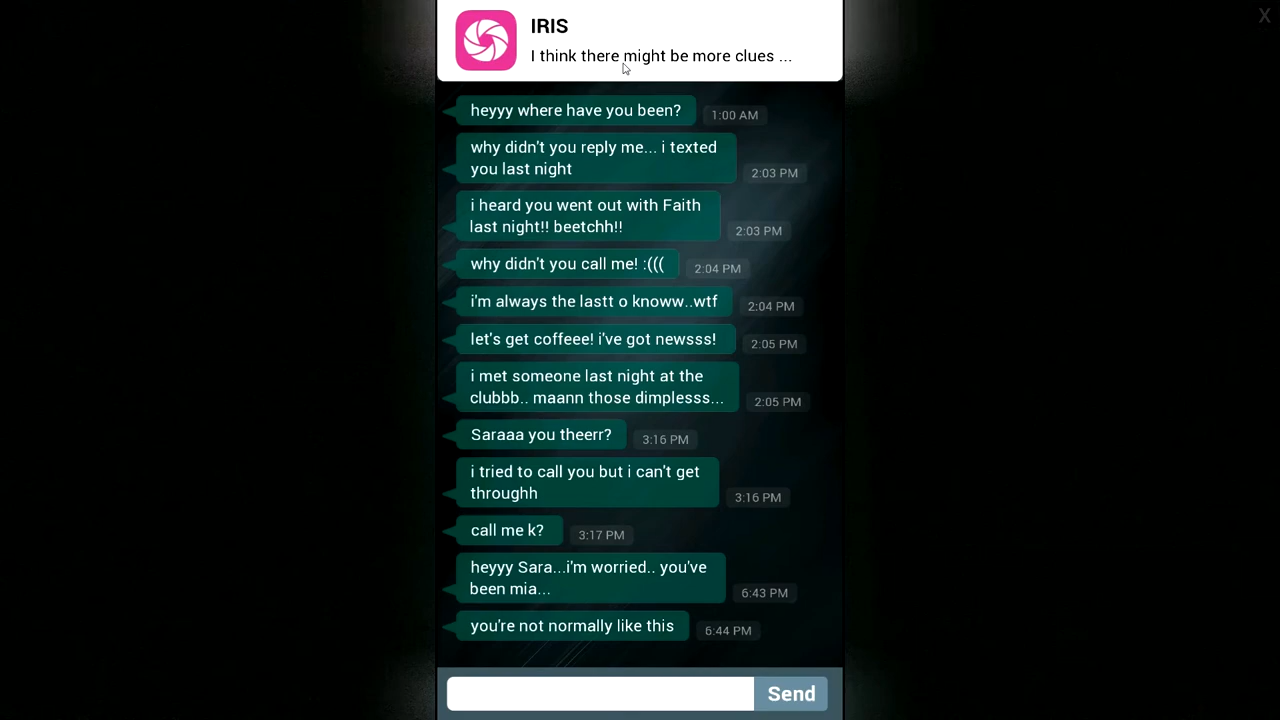 IRIS
I think there might be more clues ...
X
heyyy where have you been?
1:00 AM
why didn't you reply me... i texted
you last night
2:03 PM
i heard you went out with Faith
last night!! beetchh!!
2:03 PM
why didn't you call me! :(((
2:04 PM
i'm always the lastt o knoww..wtf
2:04 PM
let's get coffeee! i've got newsss!
2:05 PM
i met someone last night at the
clubbb.. maann those dimplesss...
2:05 PM
Saraaa you theerr?
3:16 PM
i tried to call you but i can't get
throughh
3:16 PM
call me k?
3:17 PM
heyyy Sara...i'm worried.. you've
been mia...
6:43 PM
you're not normally like this
6:44 PM
Send